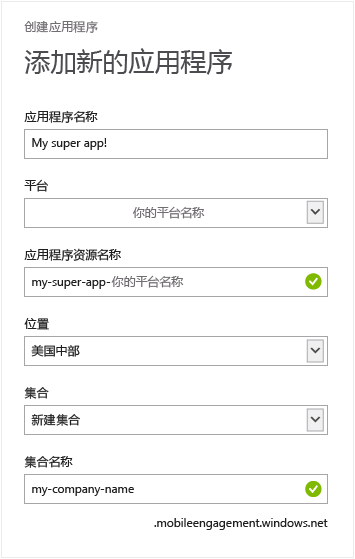 创建应用程序
添加新的应用程序
应用程序名称
My super app!
平台
你的平台名称
应用程序资源名称
my-super-app-你的平台名称
位置
美国中部
集合
新建集合
集合名称
my-company-name
.mobileengagement.windows.net